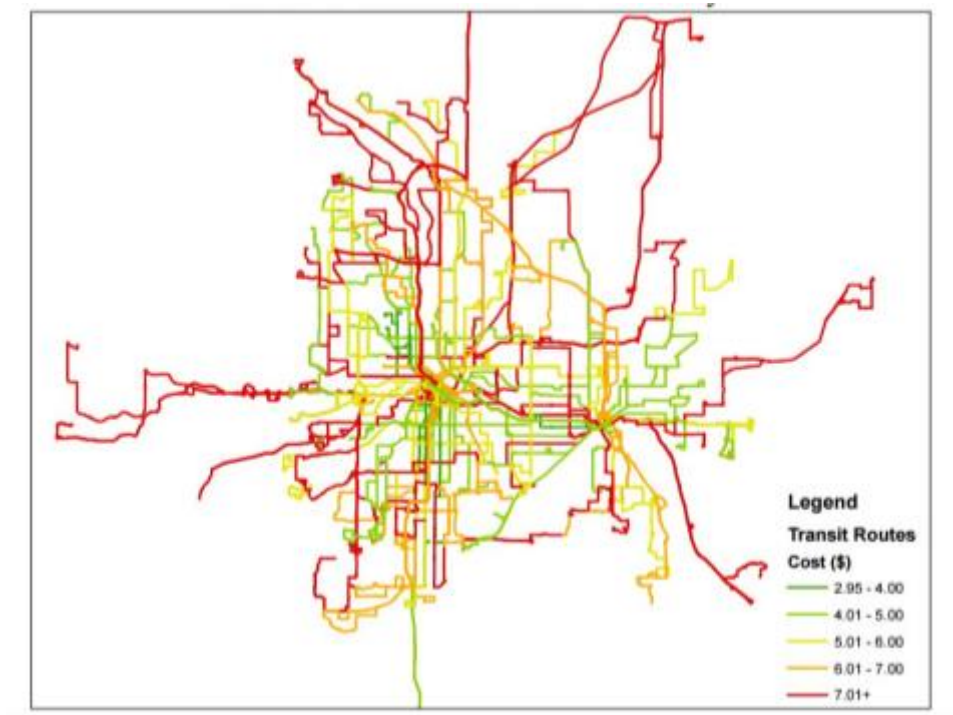 Legend
Transit Routes
Cost ($)
2.95 - 4.00
4.01 - 5.00
5.01 - 6.00
6.01 - 7.00
7.01+